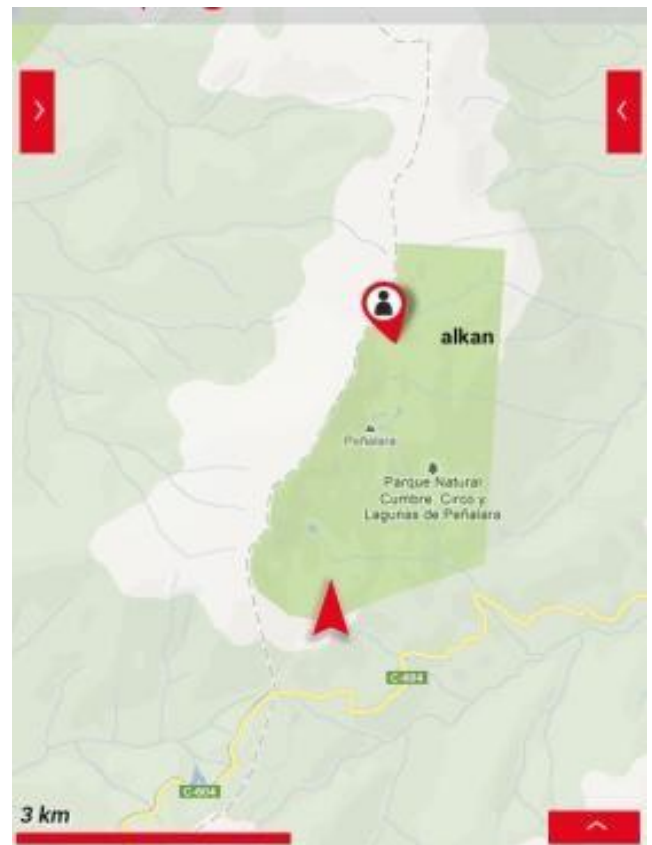 alkan
Peñalara
Parque Natural
Cumbre, Circo y
Lagunas de Peñalara
C-604
C-604
3 km